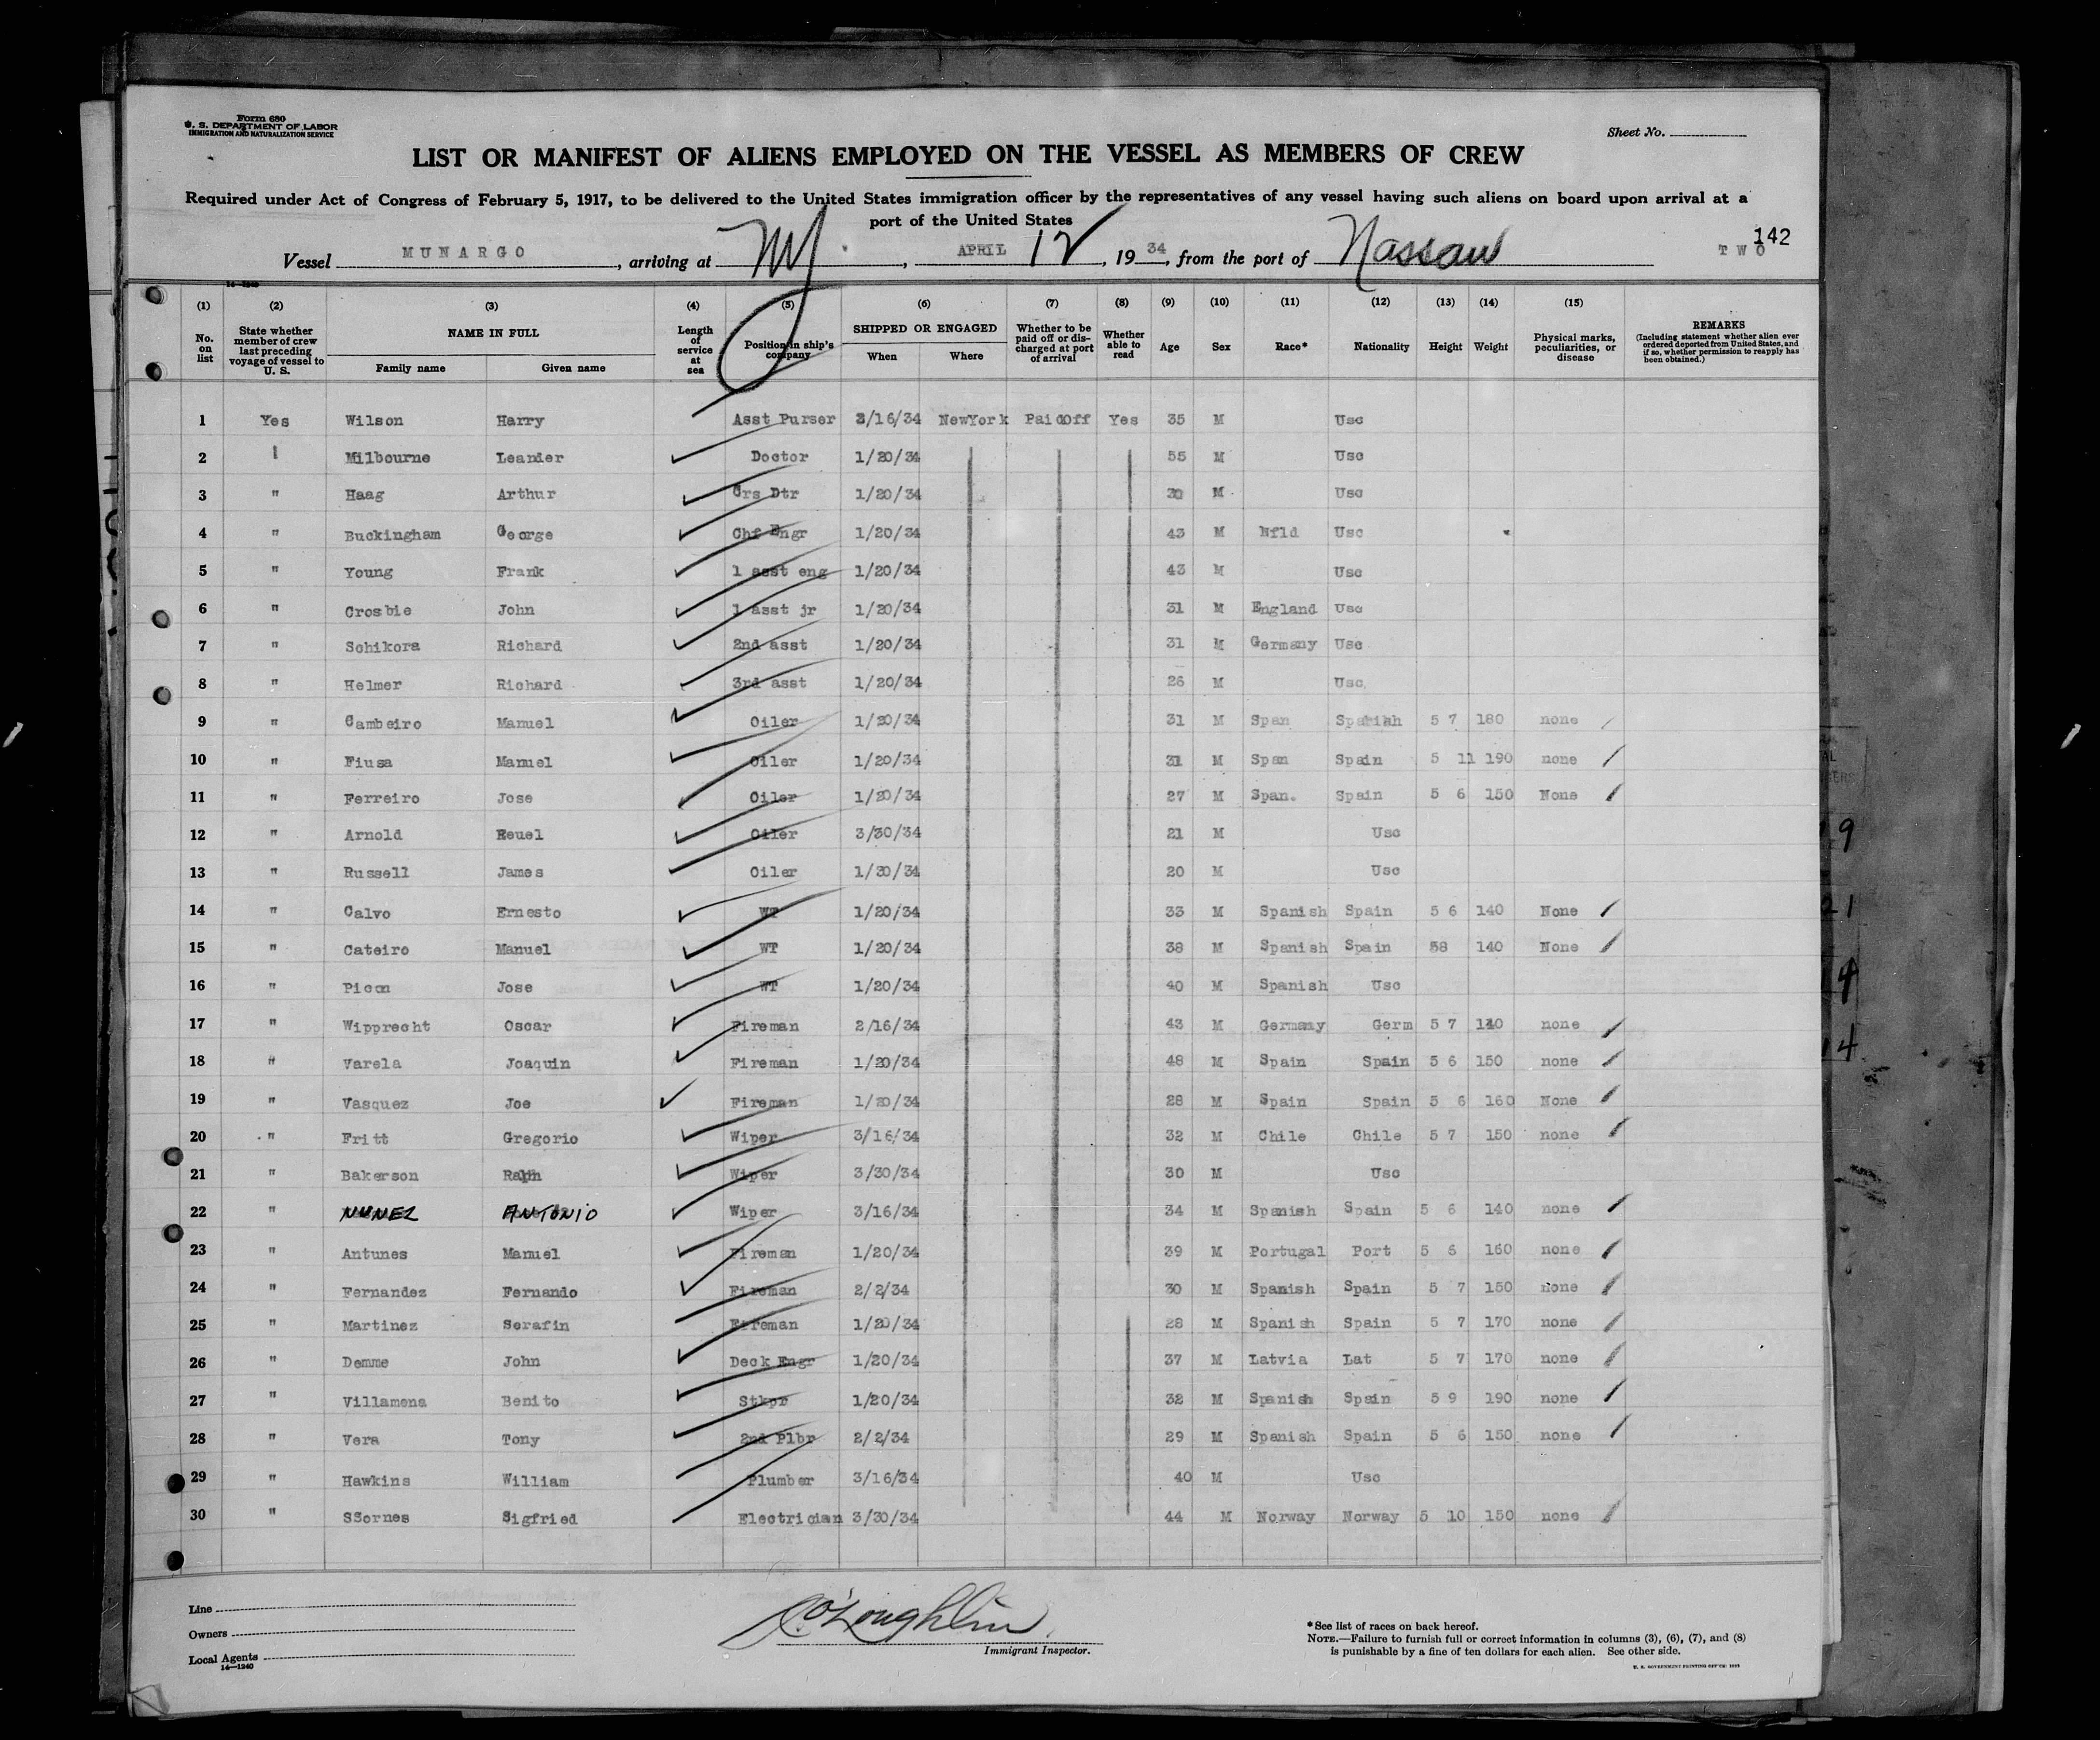 Form 680
U. S. DEPARTMENT OF LABOR
IMMIGRATION AND NATURALIZATION SERVICE
Sheet No.
LIST OR MANIFEST OF ALIENS EMPLOYED ON THE VESSEL AS MEMBERS OF CREW
Required under Act of Congress of February 5, 1917, to be delivered to the United States immigration officer by the representatives of any vessel having such aliens on board upon arrival at a
port of the United States
142
Vessel MUNARGO, arriving at NY, APRIL 12, 1934, from the port of Nassau TWO
14—1240
(1) (2) (3) (4) (5) (6) (7) (8) (9) (10) (11) (12) (13) (14) (15)
No. on list State whether member of crew last preceding voyage of vessel to U. S. NAME IN FULL Family name Given name Length of service at sea Position in ship's company SHIPPED OR ENGAGED When Where Whether to be paid off or discharged at port of arrival Whether able to read Age Sex Race* Nationality Height Weight Physical marks, peculiarities, or disease REMARKS (Including statement whether alien ever ordered deported from United States, and if so, whether permission to reapply has been obtained.)
1 Yes Wilson Harry Asst Purser 3/16/34 NewYork PaidOff Yes 35 M Usc
2 Milbourne Leander Doctor 1/20/34 55 M Usc
3 " Haag Arthur Crs Dtr 1/20/34 M Usc
4 " Buckingham George Chf Engr 1/20/34 43 M Nfld Usc
5 " Young Frank 1 asst eng 1/20/34 43 M Usc
6 " Crosbie John 1 asst jr 1/20/34 31 M England Usc
7 " Schikora Richard 2nd asst 1/20/34 31 M Germany Usc
8 " Helmer Richard 3rd asst 1/20/34 26 M Usc
9 " Cambeiro Manuel Oiler 1/20/34 31 M Span Spanish 5 7 180 none
10 " Fiusa Manuel Oiler 1/20/34 31 M Span Spain 5 11 190 none
11 " Ferreiro Jose Oiler 1/20/34 27 M Span. Spain 5 6 150 None
12 " Arnold Reuel Oiler 3/30/34 21 M Usc
13 " Russell James Oiler 1/20/34 20 M Usc
14 " Calvo Ernesto WT 1/20/34 33 M Spanish Spain 5 6 140 None
15 " Cateiro Manuel WT 1/20/34 38 M Spanish Spain 58 140 None
16 " Picon Jose WT 1/20/34 40 M Spanish Usc
17 " Wipprecht Oscar Fireman 2/16/34 43 M Germany Germ 5 7 140 none
18 " Varela Joaquin Fireman 1/20/34 48 M Spain Spain 5 6 150 none
19 " Vasquez Joe Fireman 1/20/34 28 M Spain Spain 5 6 160 None
20 " Fritt Gregorio Wiper 3/16/34 32 M Chile Chile 5 7 150 none
21 " Bakerson Ralph Wiper 3/30/34 30 M Usc
22 " NUNEZ ANTONIO Wiper 3/16/34 34 M Spanish Spain 5 6 140 none
23 " Antunes Manuel Fireman 1/20/34 39 M Portugal Port 5 6 160 none
24 " Fernandez Fernando Fireman 2/2/34 30 M Spanish Spain 5 7 150 none
25 " Martinez Serafin Fireman 1/20/34 28 M Spanish Spain 5 7 170 none
26 " Demme John Deck Engr 1/20/34 37 M Latvia Lat 5 7 170 none
27 " Villamena Benito Stkpr 1/20/34 32 M Spanish Spain 5 9 190 none
28 " Vera Tony 2nd Plbr 2/2/34 29 M Spanish Spain 5 6 150 none
29 " Hawkins William Plumber 3/16/34 40 M Usc
30 " SSornes Sigfried Electrician 3/30/34 44 M Norway Norway 5 10 150 none
Line
Owners
Local Agents
14—1240
O'Loughlin
Immigrant Inspector.
*See list of races on back hereof.
NOTE.—Failure to furnish full or correct information in columns (3), (6), (7), and (8)
is punishable by a fine of ten dollars for each alien. See other side.